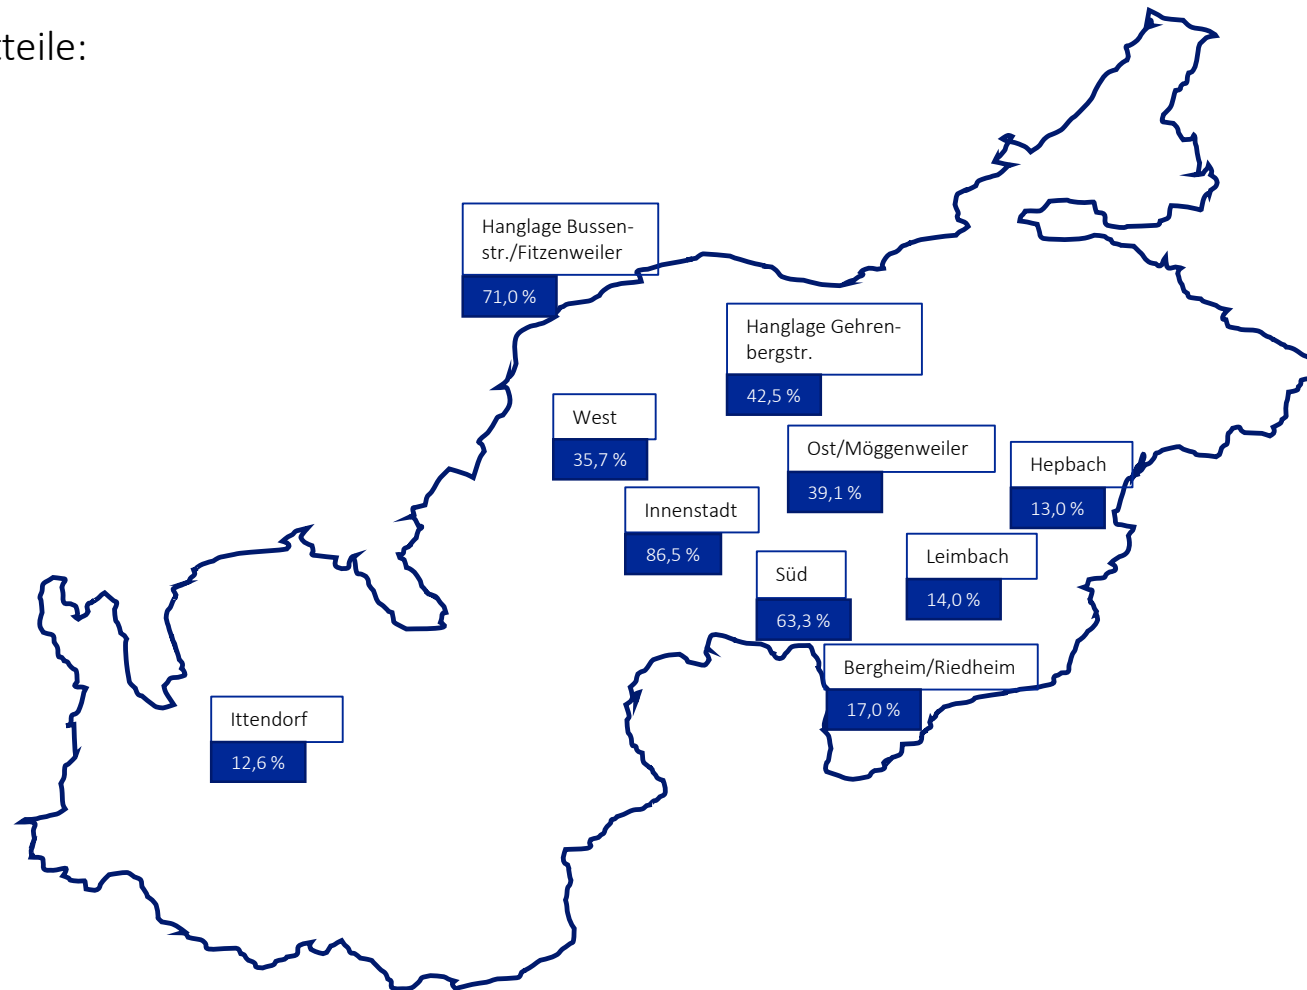 tteile:
Hanglage Bussen-
str./Fitzenweiler
71,0 %
Hanglage Gehren-
bergstr.
42,5 %
West
35,7 %
Ost/Möggenweiler
39,1 %
Hepbach
13,0 %
Innenstadt
86,5 %
Leimbach
14,0 %
Süd
63,3 %
Bergheim/Riedheim
17,0 %
Ittendorf
12,6 %